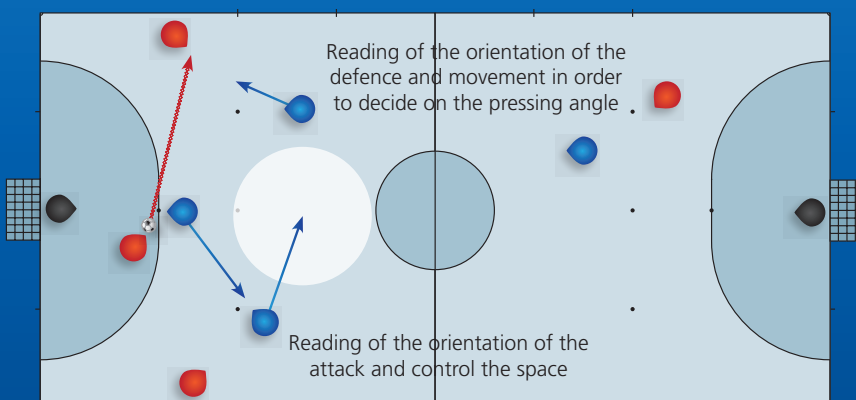 Reading of the orientation of the
defence and movement in order
to decide on the pressing angle
Reading of the orientation of the
attack and control the space